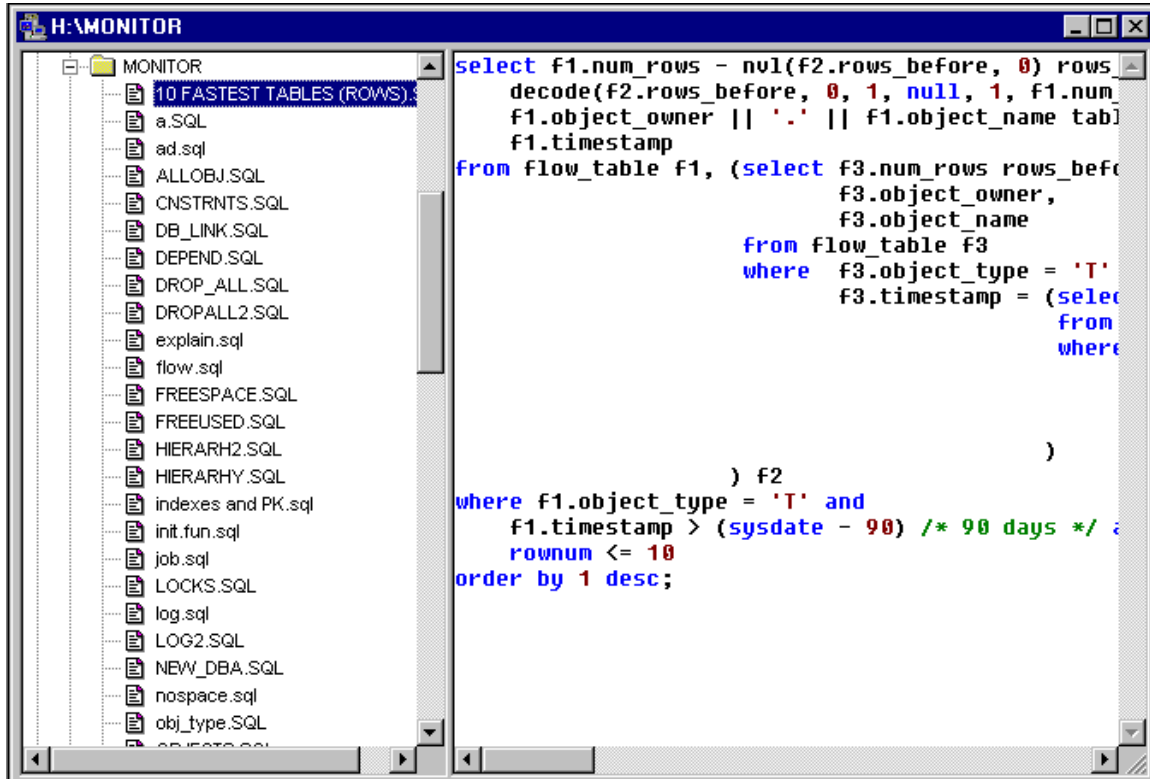 H:\MONITOR
MONITOR
10 FASTEST TABLES (ROWS).
a.SQL
ad.sql
ALLOBJ.SQL
CNSTRNTS.SQL
DB_LINK.SQL
DEPEND.SQL
DROP_ALL.SQL
DROPALL2.SQL
explain.sql
flow.sql
FREESPACE.SQL
FREEUSED.SQL
HIERARH2.SQL
HIERARHY.SQL
indexes and PK.sql
init.fun.sql
job.sql
LOCKS.SQL
log.sql
LOG2.SQL
NEW_DBA.SQL
nospace.sql
obj_type.SQL
select f1.num_rows - nvl(f2.rows_before, 0) rows_
decode(f2.rows_before, 0, 1, null, 1, f1.num_
f1.object_owner || '.' || f1.object_name tabl
f1.timestamp
from flow_table f1, (select f3.num_rows rows_befo
f3.object_owner,
f3.object_name
from flow_table f3
where f3.object_type = 'T'
f3.timestamp = (selec
from
where
)
) f2
where f1.object_type = 'T' and
f1.timestamp > (sysdate - 90) /* 90 days */ a
rownum <= 10
order by 1 desc;